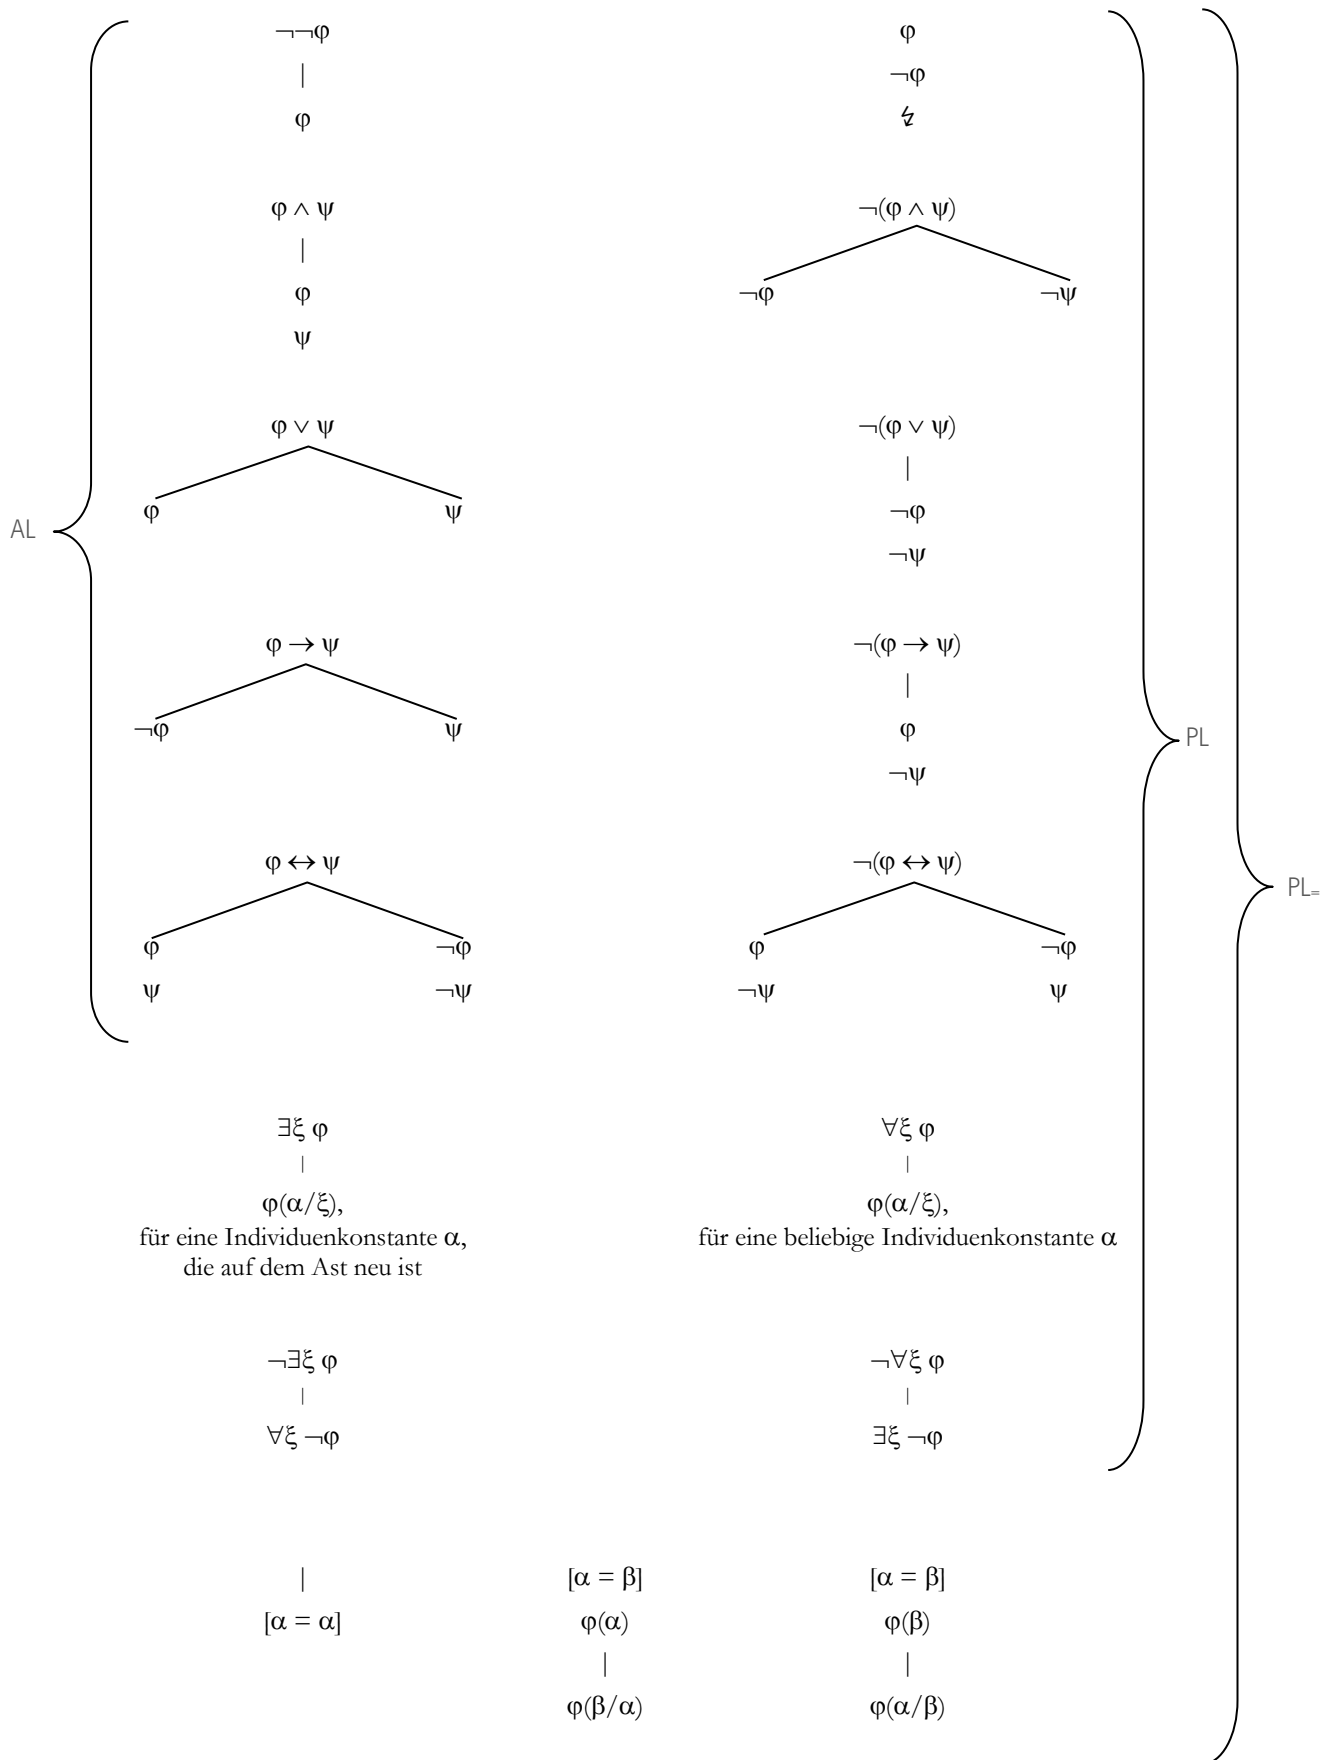 ¬¬φ
φ
|
¬φ
φ
↯
φ ∧ ψ
¬(φ ∧ ψ)
|
φ
¬φ
¬ψ
ψ
φ ∨ ψ
¬(φ ∨ ψ)
|
φ
ψ
¬φ
AL
¬ψ
φ → ψ
¬(φ → ψ)
|
¬φ
ψ
φ
PL
¬ψ
φ ↔ ψ
¬(φ ↔ ψ)
PL=
φ
¬φ
φ
¬φ
ψ
¬ψ
¬ψ
ψ
∃ξ φ
∀ξ φ
|
|
φ(α/ξ),
φ(α/ξ),
für eine Individuenkonstante α,
für eine beliebige Individuenkonstante α
die auf dem Ast neu ist
¬∃ξ φ
¬∀ξ φ
|
|
∀ξ ¬φ
∃ξ ¬φ
|
[α = β]
[α = β]
[α = α]
φ(α)
φ(β)
|
|
φ(β/α)
φ(α/β)